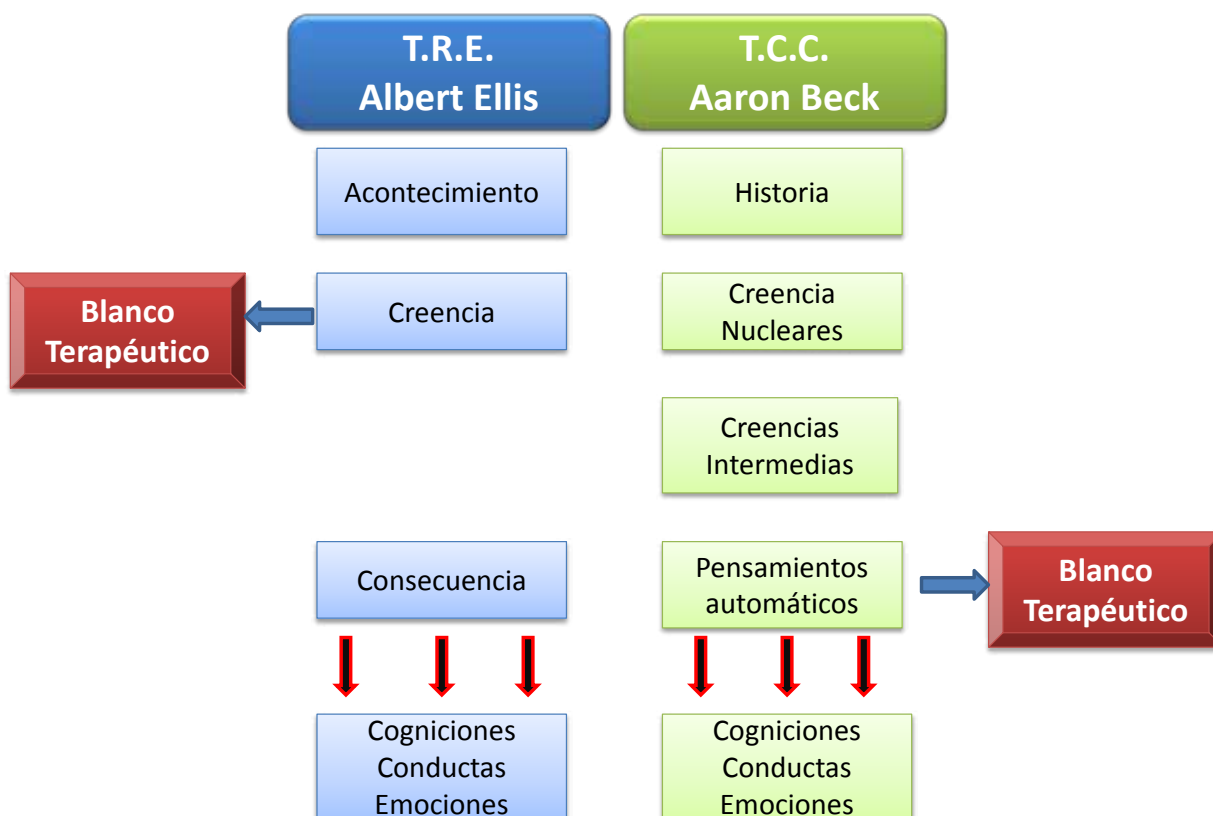 T.R.E.
Albert Ellis
T.C.C.
Aaron Beck
Acontecimiento
Historia
Blanco
Terapéutico
Creencia
Creencia
Nucleares
Creencias
Intermedias
Consecuencia
Pensamientos
automáticos
Blanco
Terapéutico
Cogniciones
Conductas
Emociones
Cogniciones
Conductas
Emociones